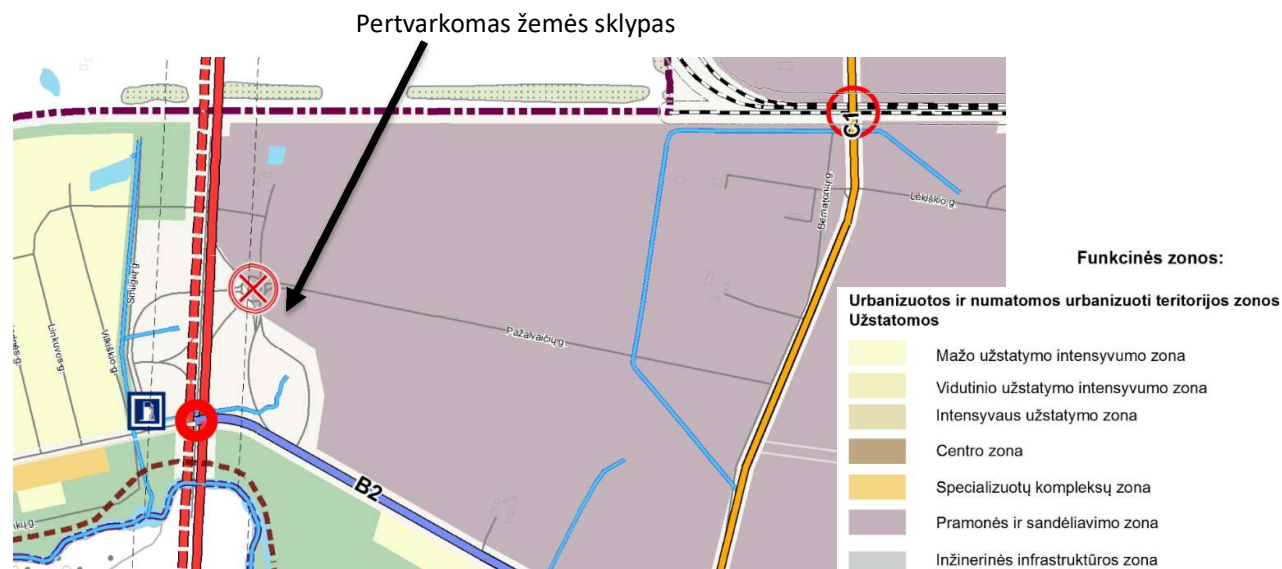 Pertvarkomas žemės sklypas
C1
Bematonių g.
Lėkiškio g.
Smilgių g.
Linkuvos g.
Vilkiškio g.
Pažalvaičių g.
B2
Funkcinės zonos:
Urbanizuotos ir numatomos urbanizuoti teritorijos zonos
Užstatomos
Mažo užstatymo intensyvumo zona
Vidutinio užstatymo intensyvumo zona
Intensyvaus užstatymo zona
Centro zona
Specializuotų kompleksų zona
Pramonės ir sandėliavimo zona
Inžinerinės infrastruktūros zona